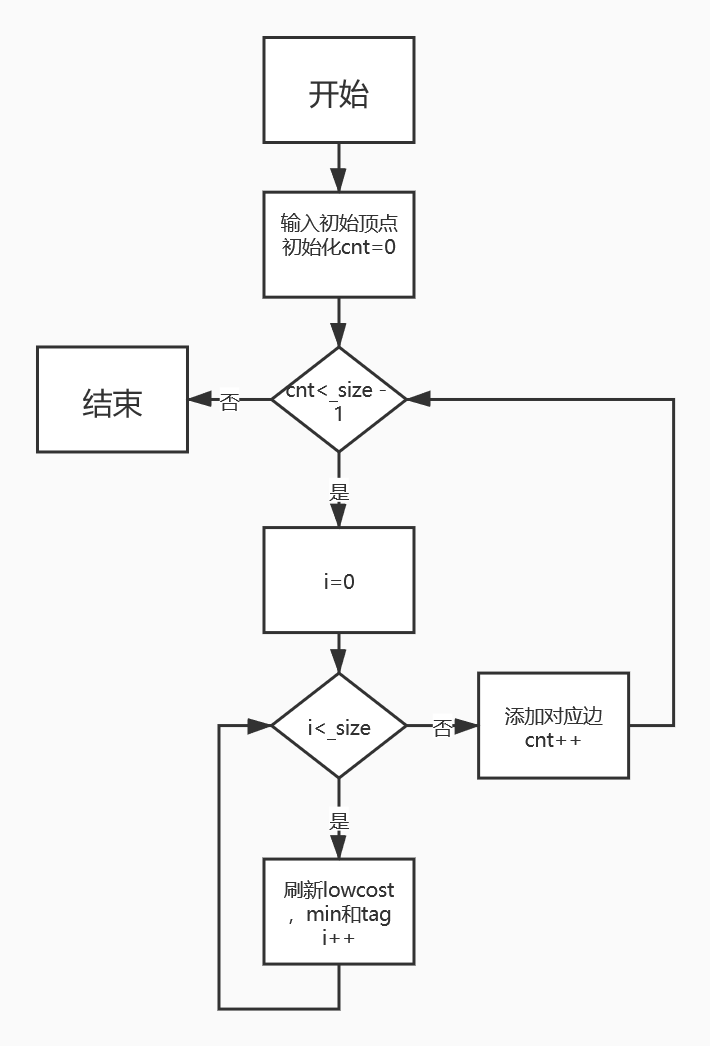 开始
输入初始顶点
初始化cnt=0
cnt<_size -
1
否
结束
是
i=0
i<_size
否
添加对应边
cnt++
是
刷新lowcost
，min和tag
i++